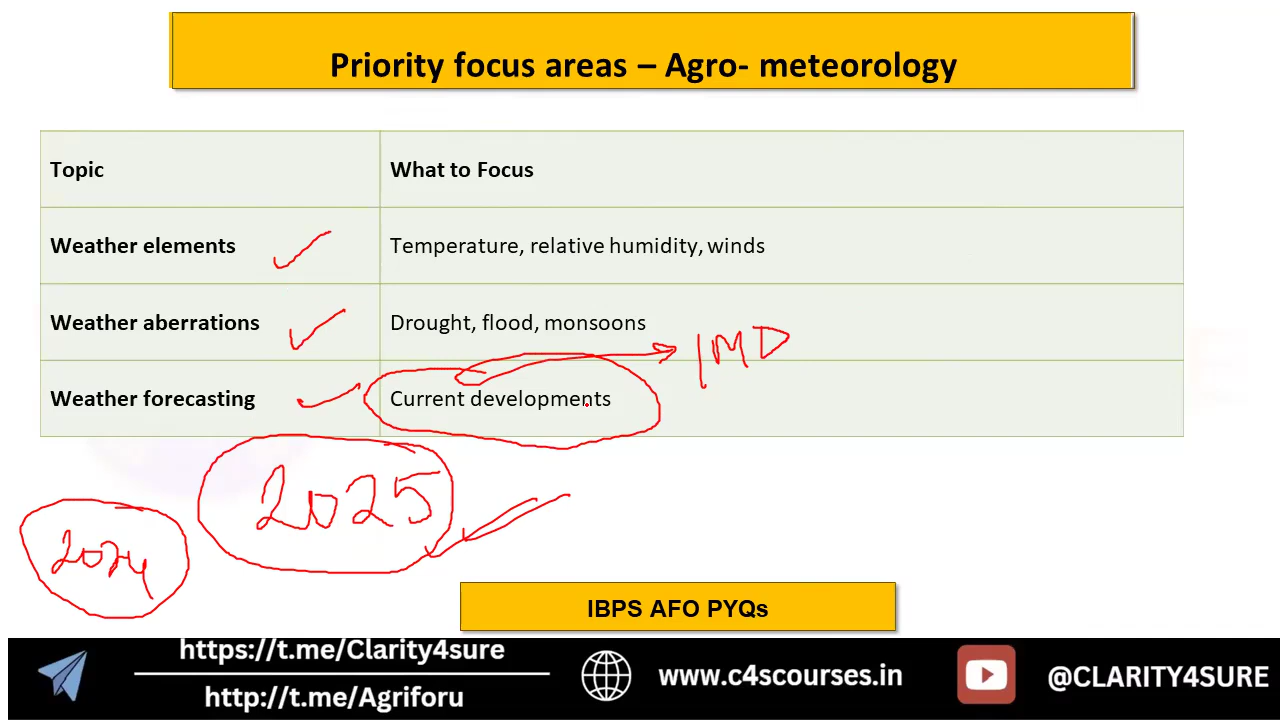 Priority focus areas – Agro- meteorology
Topic
What to Focus
Weather elements
Temperature, relative humidity, winds
Weather aberrations
Drought, flood, monsoons
IMD
Weather forecasting
Current developments
2025
2024
IBPS AFO PYQs
https://t.me/Clarity4sure
http://t.me/Agriforu
www.c4scourses.in
@CLARITY4SURE